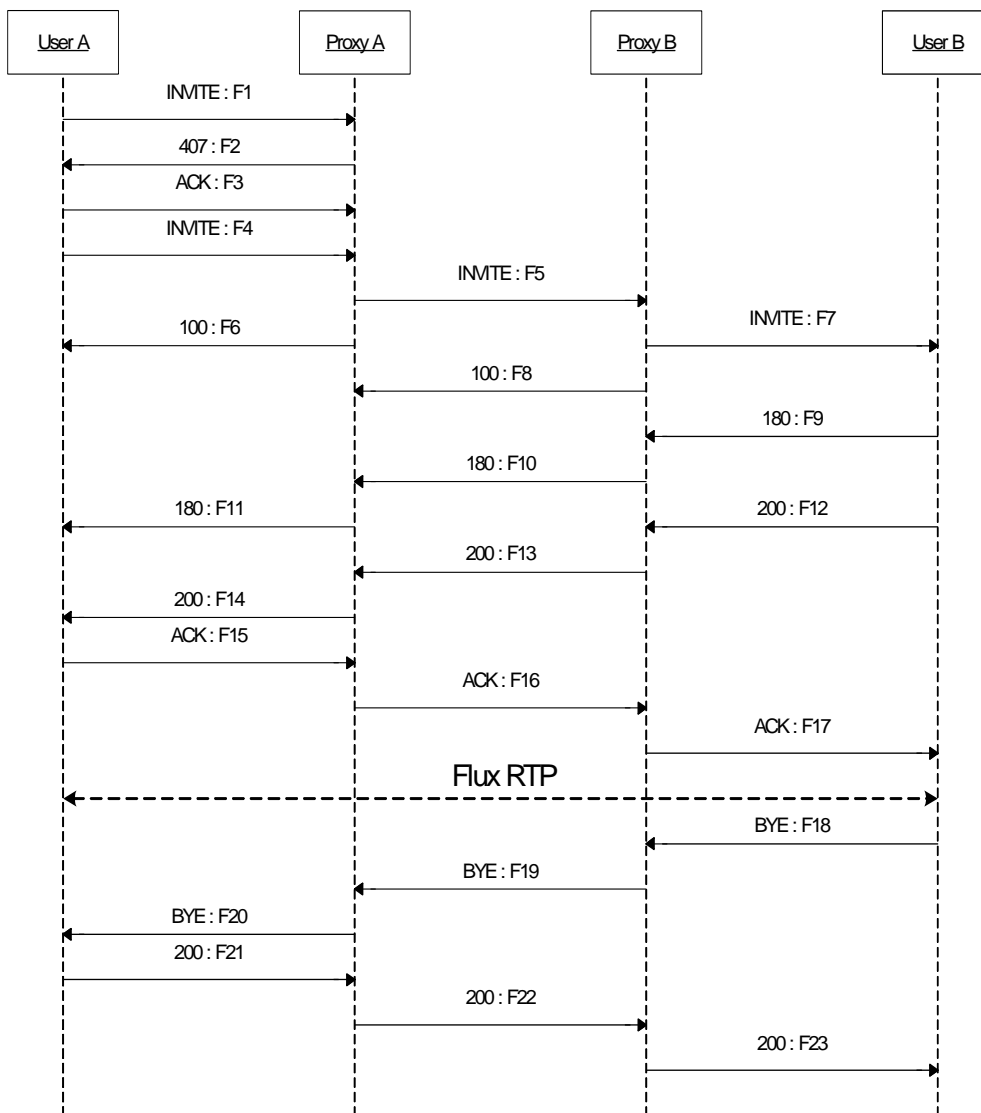 User A Proxy A Proxy B User B
INVITE : F1
407 : F2
ACK : F3
INVITE : F4
INVITE : F5
100 : F6
INVITE : F7
100 : F8
180 : F9
180 : F10
180 : F11
200 : F12
200 : F13
200 : F14
ACK : F15
ACK : F16
ACK : F17
Flux RTP
BYE : F18
BYE : F19
BYE : F20
200 : F21
200 : F22
200 : F23